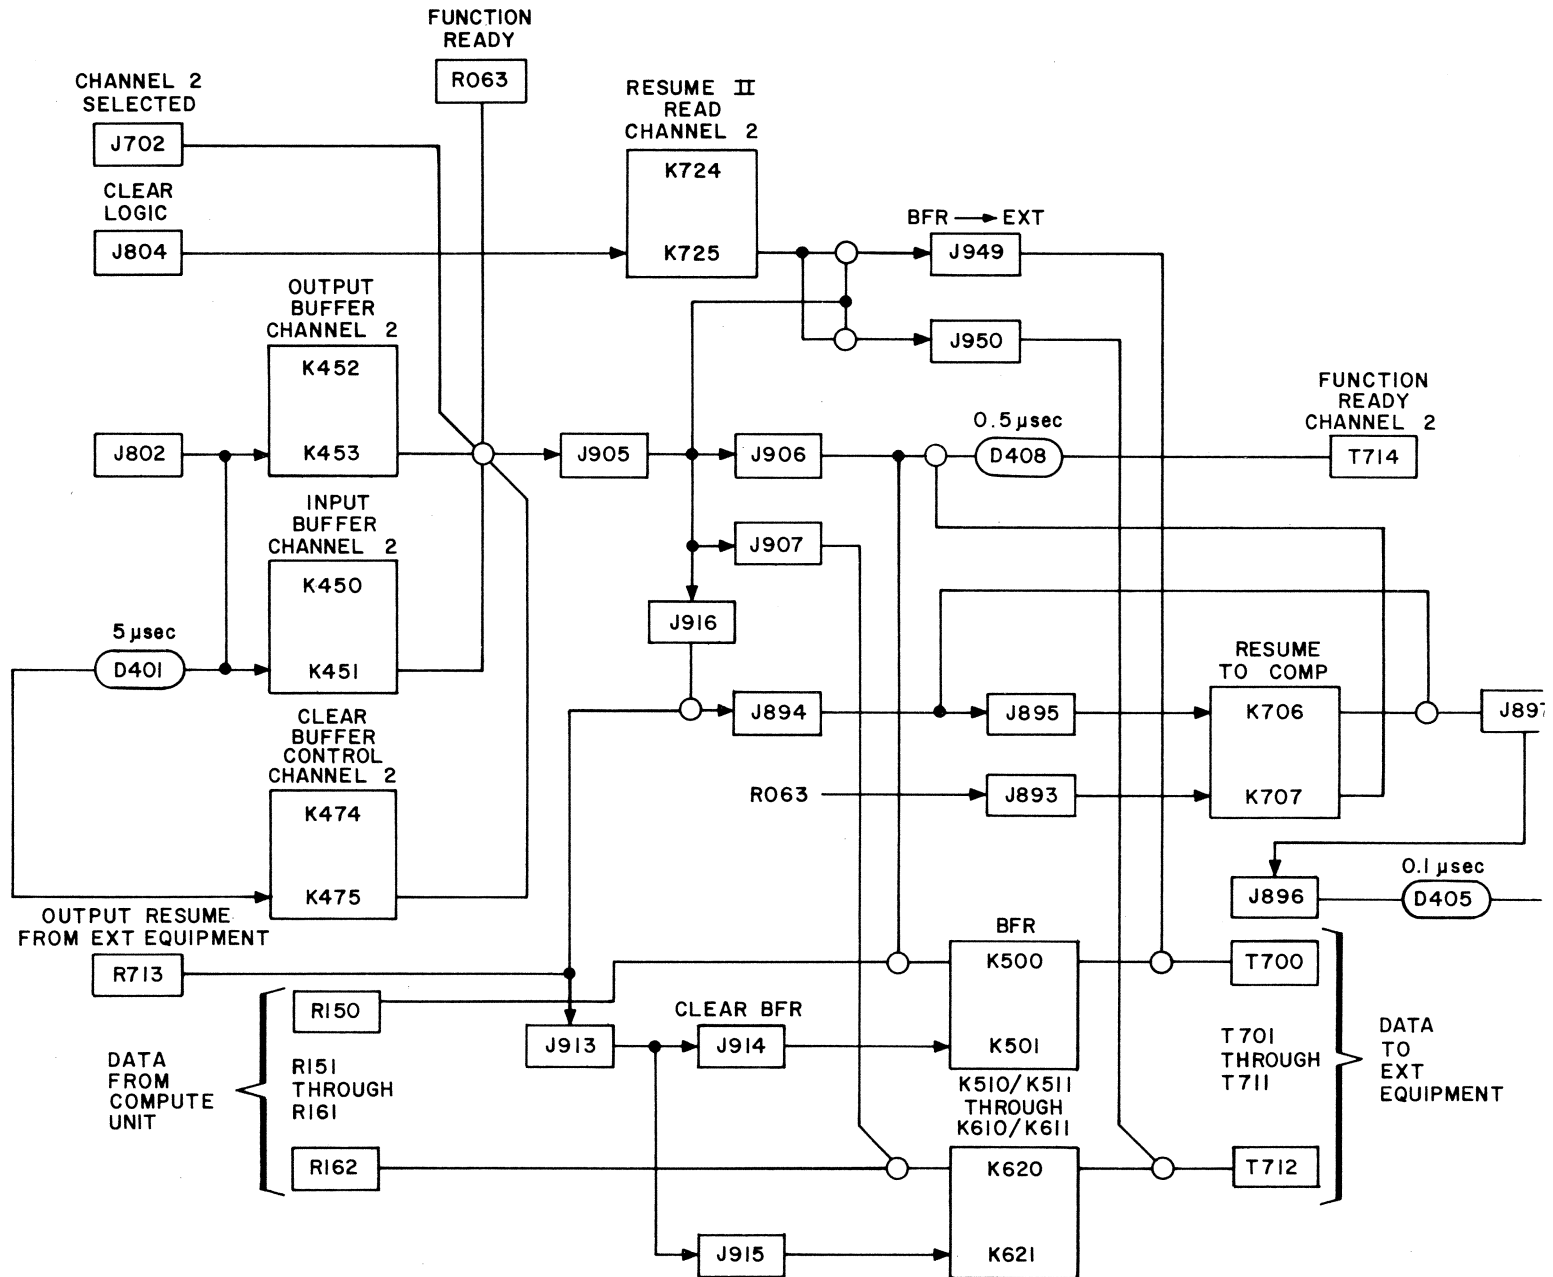 FUNCTION
READY
R063
CHANNEL 2
SELECTED
J702
RESUME II
READ
CHANNEL 2
K724
K725
CLEAR
LOGIC
J804
BFR → EXT
J949
J950
OUTPUT
BUFFER
CHANNEL 2
K452
K453
J802
J905
J906
0.5 μsec
D408
FUNCTION
READY
CHANNEL 2
T714
INPUT
BUFFER
CHANNEL 2
K450
K451
J907
J916
5 μsec
D401
J894
J895
RESUME
TO COMP
K706
K707
J897
CLEAR
BUFFER
CONTROL
CHANNEL 2
K474
K475
R063
J893
J896
0.1 μsec
D405
OUTPUT RESUME
FROM EXT EQUIPMENT
R713
BFR
K500
K501
T700
R150
J913
CLEAR BFR
J914
DATA
FROM
COMPUTE
UNIT
R151
THROUGH
R161
K510/K511
THROUGH
K610/K611
T701
THROUGH
T711
DATA
TO
EXT
EQUIPMENT
R162
K620
K621
T712
J915